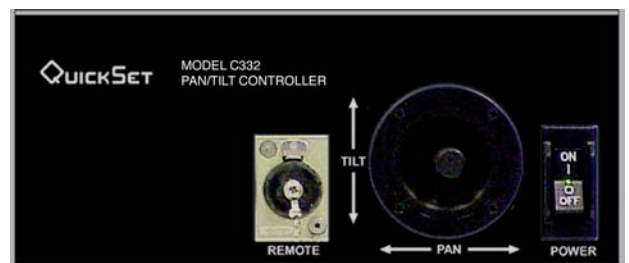 QUICKSET
MODEL C332
PAN/TILT CONTROLLER
TILT
ON
I
O
OFF
REMOTE
PAN
POWER